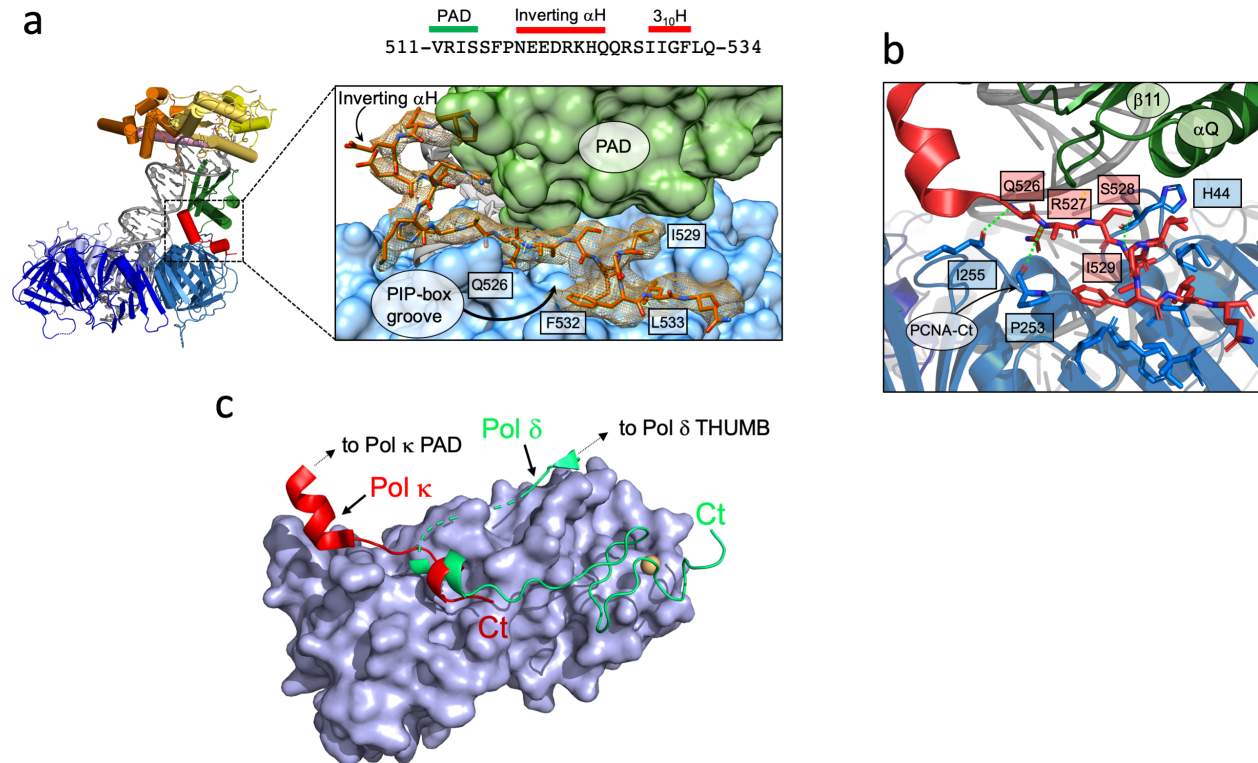 a
PAD Inverting αH 3₁₀H
511-VRISSFPNEEDRKHQQRSIIGFLQ-534
Inverting αH
PAD
I529
Q526
PIP-box
groove
F532
L533
b
β11
αQ
Q526
R527
S528
H44
I255
I529
PCNA-Ct
P253
c
to Pol κ PAD
Pol δ
to Pol δ THUMB
Pol κ
Ct
Ct